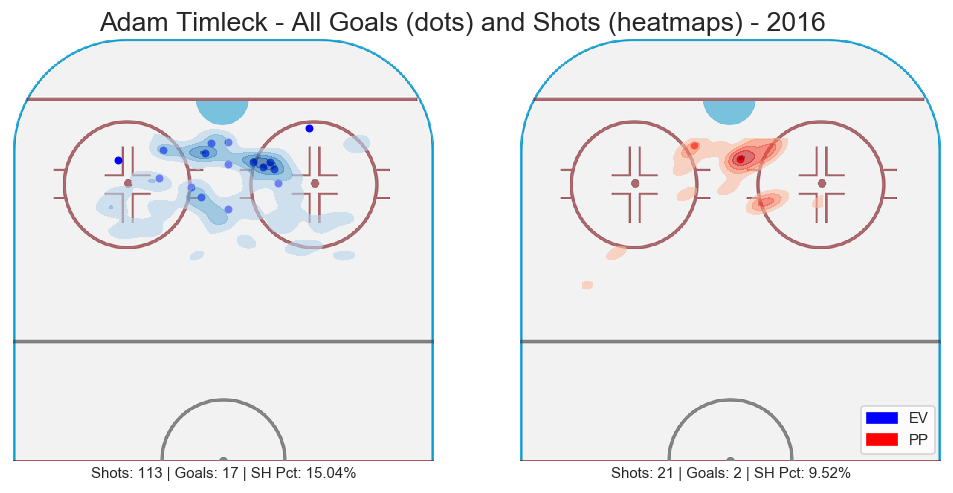 Adam Timleck - All Goals (dots) and Shots (heatmaps) - 2016
EV
PP
Shots: 113 | Goals: 17 | SH Pct: 15.04%
Shots: 21 | Goals: 2 | SH Pct: 9.52%